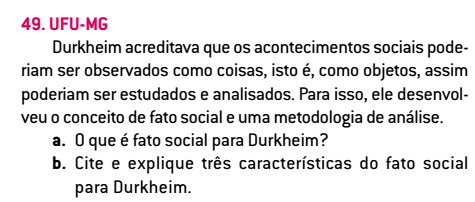 49. UFU-MG
Durkheim acreditava que os acontecimentos sociais pode-
riam ser observados como coisas, isto é, como objetos, assim
poderiam ser estudados e analisados. Para isso, ele desenvol-
veu o conceito de fato social e uma metodologia de análise.
a. O que é fato social para Durkheim?
b. Cite e explique três características do fato social
para Durkheim.